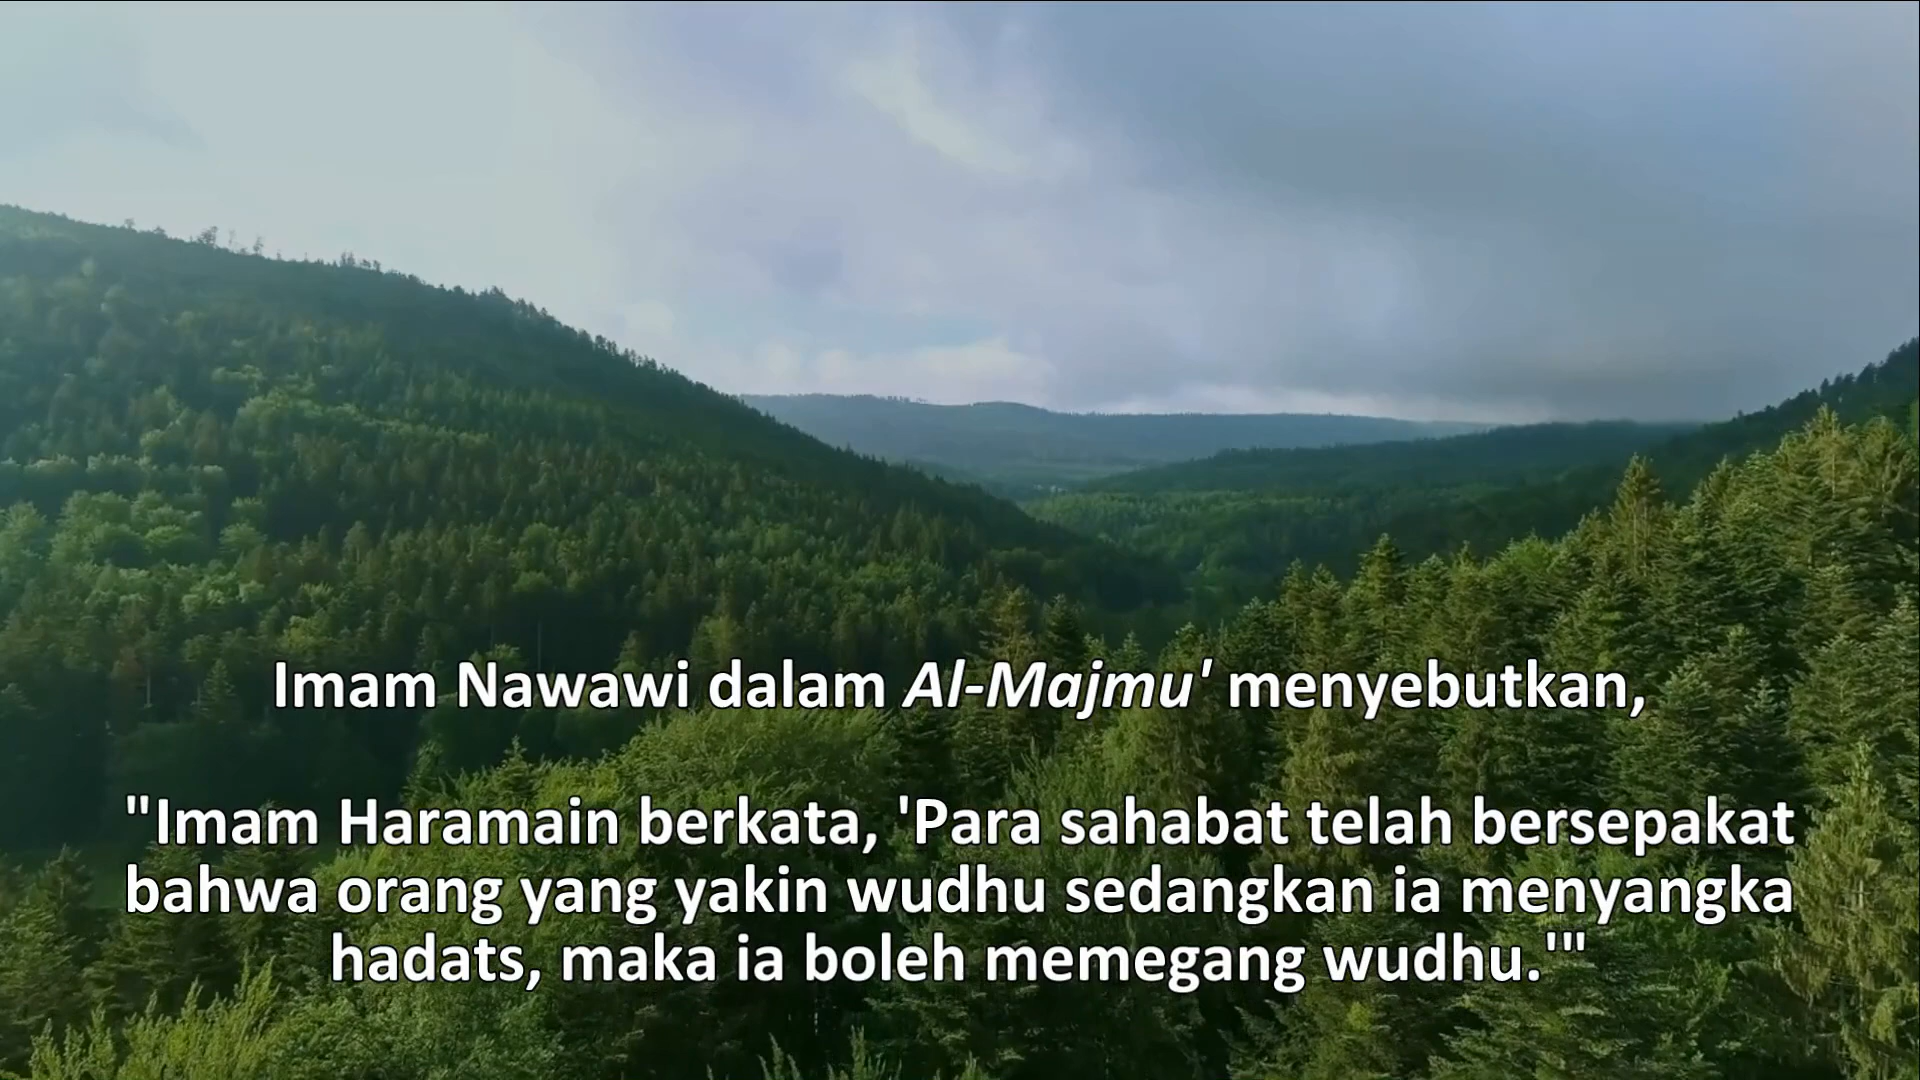 Imam Nawawi dalam Al-Majmu' menyebutkan,
"Imam Haramain berkata, 'Para sahabat telah bersepakat
bahwa orang yang yakin wudhu sedangkan ia menyangka
hadats, maka ia boleh memegang wudhu.'"